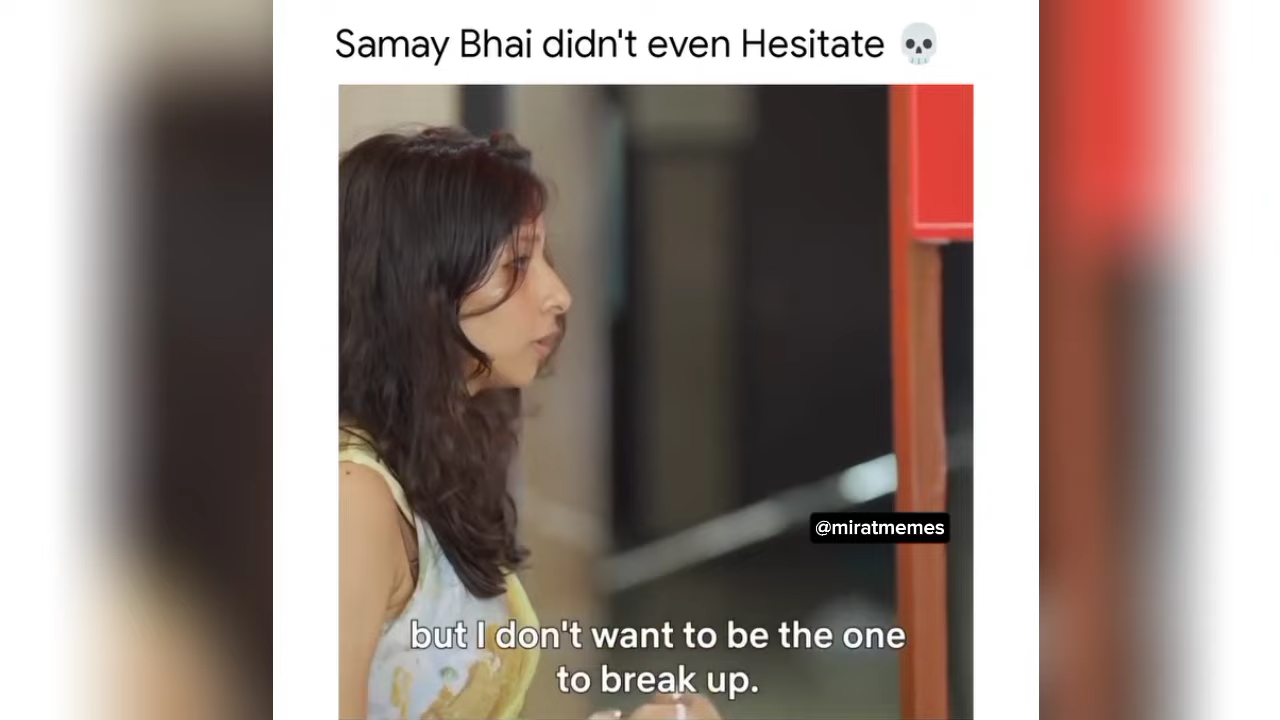 Samay Bhai didn't even Hesitate 💀
@miratmemes
but I don't want to be the one
to break up.